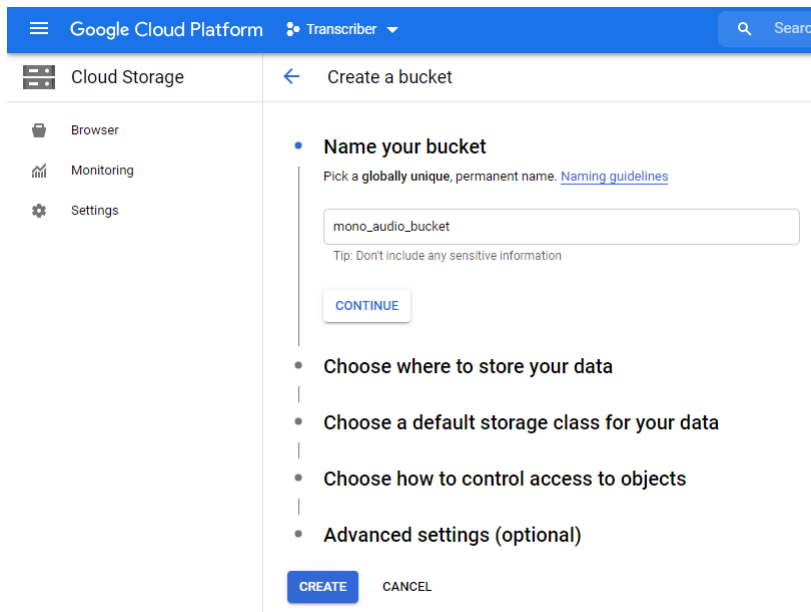 Google Cloud Platform Transcriber
Cloud Storage
Create a bucket
Browser
Monitoring
Settings
Name your bucket
Pick a globally unique, permanent name. Naming guidelines
mono_audio_bucket
Tip: Don't include any sensitive information
CONTINUE
Choose where to store your data
Choose a default storage class for your data
Choose how to control access to objects
Advanced settings (optional)
CREATE CANCEL